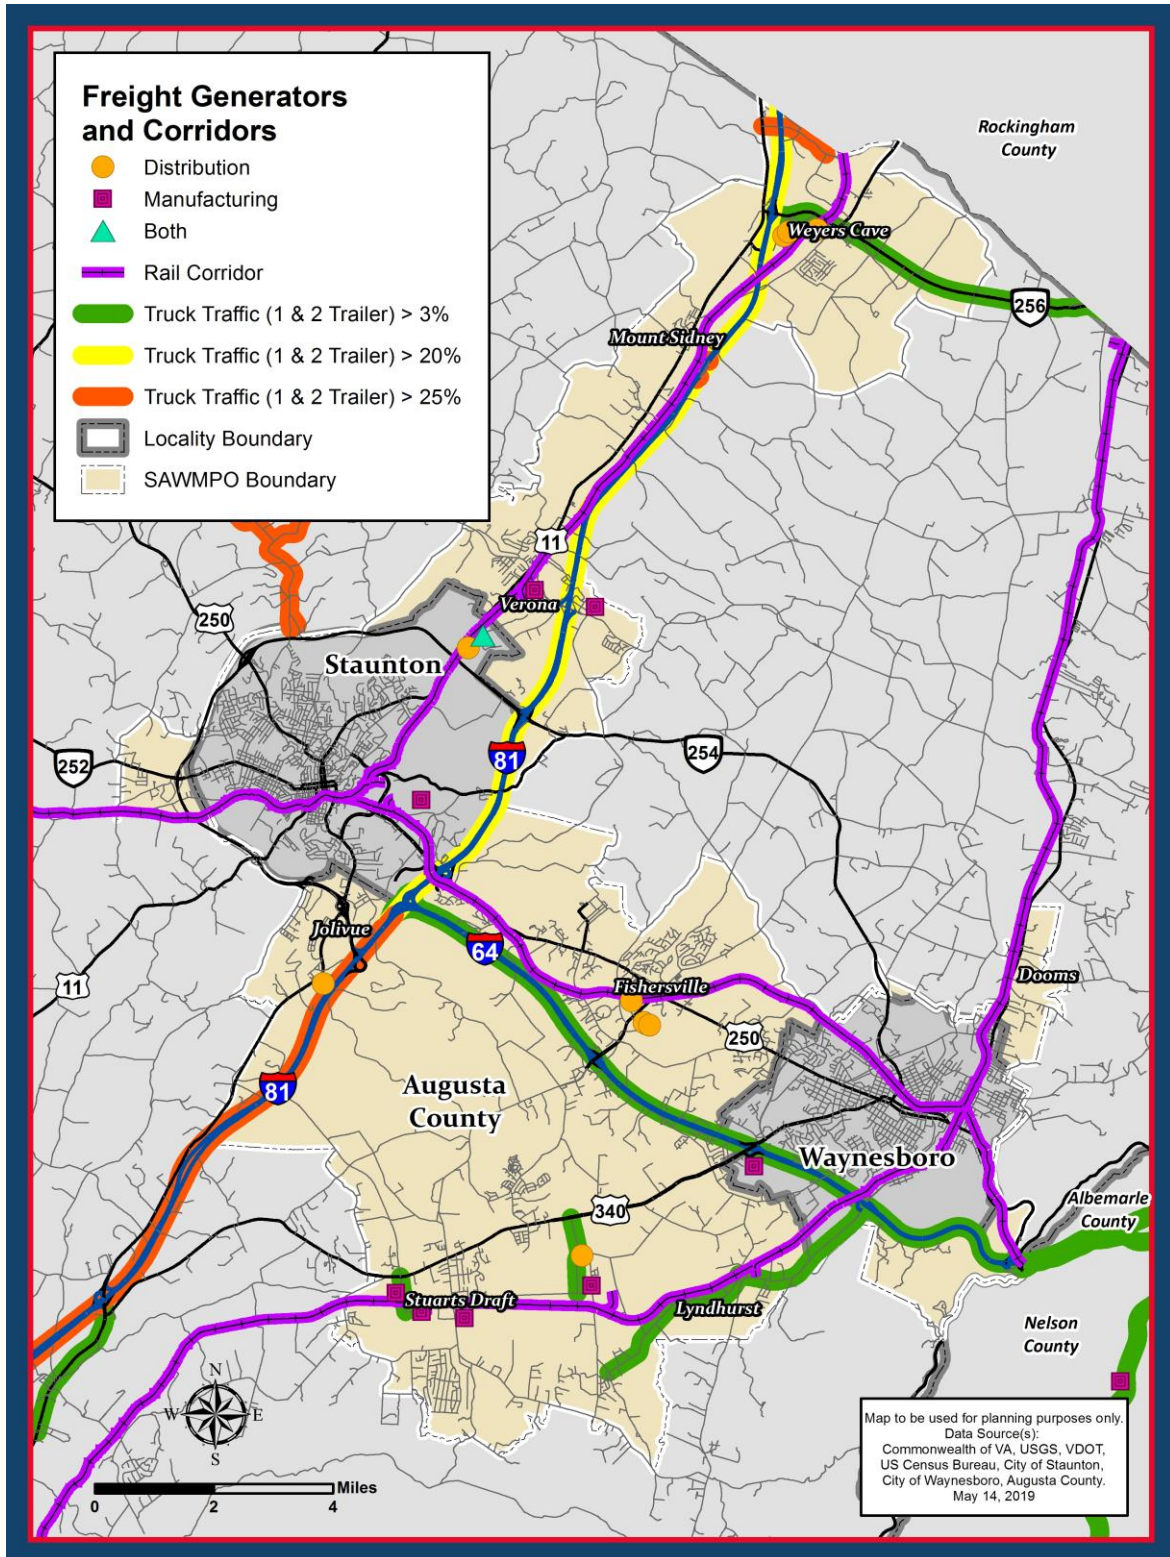 Freight Generators
and Corridors
Distribution
Manufacturing
Both
Rail Corridor
Truck Traffic (1 & 2 Trailer) > 3%
Truck Traffic (1 & 2 Trailer) > 20%
Truck Traffic (1 & 2 Trailer) > 25%
Locality Boundary
SAWMPO Boundary
Rockingham
County
Weyers Cave
256
Mount Sidney
11
Verona
250
Staunton
252
81
254
Jolivue
64
11
Dooms
Fishersville
250
81
Augusta
County
Waynesboro
340
Albemarle
County
Stuarts Draft
Lyndhurst
Nelson
County
N
W E
S
Miles
0 2 4
Map to be used for planning purposes only.
Data Source(s):
Commonwealth of VA, USGS, VDOT,
US Census Bureau, City of Staunton,
City of Waynesboro, Augusta County.
May 14, 2019